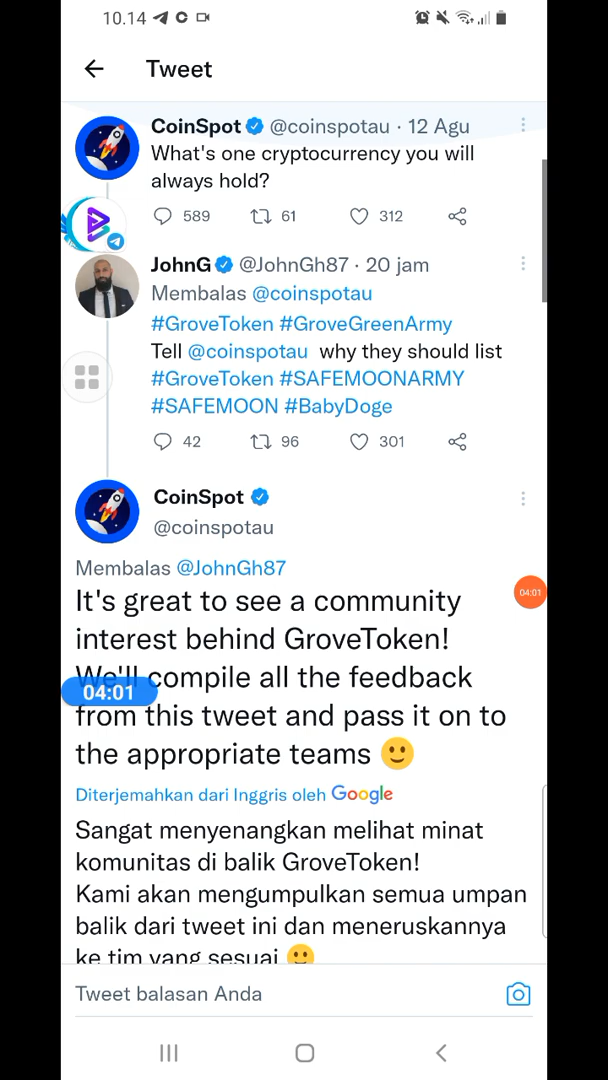 10.14
Tweet
CoinSpot @coinspotau · 12 Agu
What's one cryptocurrency you will
always hold?
589 61 312
JohnG @JohnGh87 · 20 jam
Membalas @coinspotau
#GroveToken #GroveGreenArmy
Tell @coinspotau why they should list
#GroveToken #SAFEMOONARMY
#SAFEMOON #BabyDoge
42 96 301
CoinSpot
@coinspotau
Membalas @JohnGh87
It's great to see a community
04:01
interest behind GroveToken!
We'll compile all the feedback
04:01
from this tweet and pass it on to
the appropriate teams 🙂
Diterjemahkan dari Inggris oleh Google
Sangat menyenangkan melihat minat
komunitas di balik GroveToken!
Kami akan mengumpulkan semua umpan
balik dari tweet ini dan meneruskannya
ke tim yang sesuai 🙂
Tweet balasan Anda